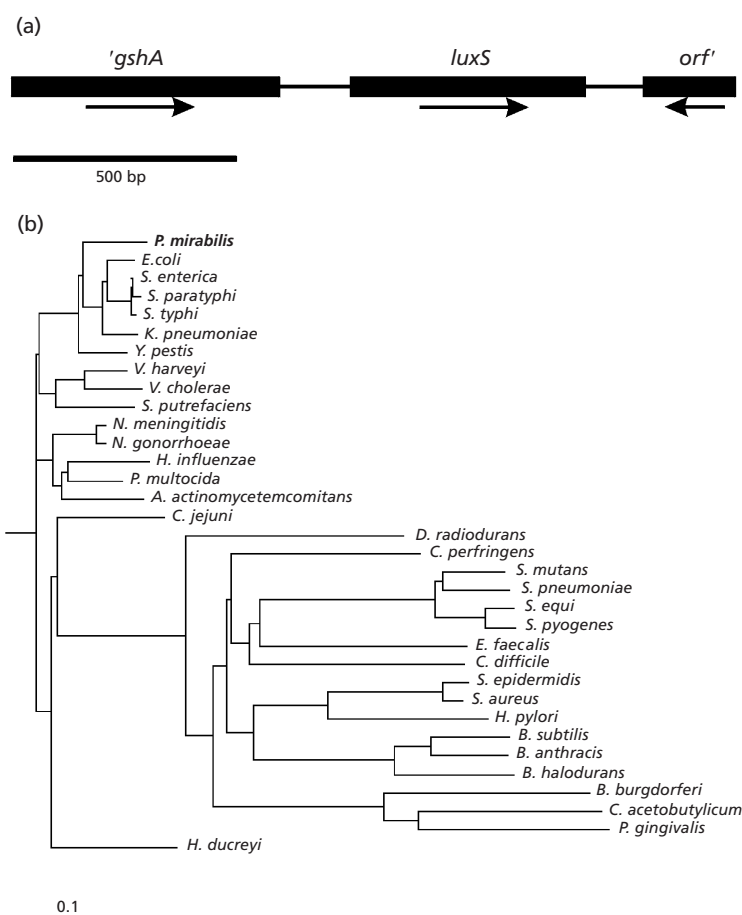 (a)
'gshA luxS orf'
500 bp
(b)
P. mirabilis
E.coli
S. enterica
S. paratyphi
S. typhi
K. pneumoniae
Y. pestis
V. harveyi
V. cholerae
S. putrefaciens
N. meningitidis
N. gonorrhoeae
H. influenzae
P. multocida
A. actinomycetemcomitans
C. jejuni
D. radiodurans
C. perfringens
S. mutans
S. pneumoniae
S. equi
S. pyogenes
E. faecalis
C. difficile
S. epidermidis
S. aureus
H. pylori
B. subtilis
B. anthracis
B. halodurans
B. burgdorferi
C. acetobutylicum
P. gingivalis
H. ducreyi
0.1